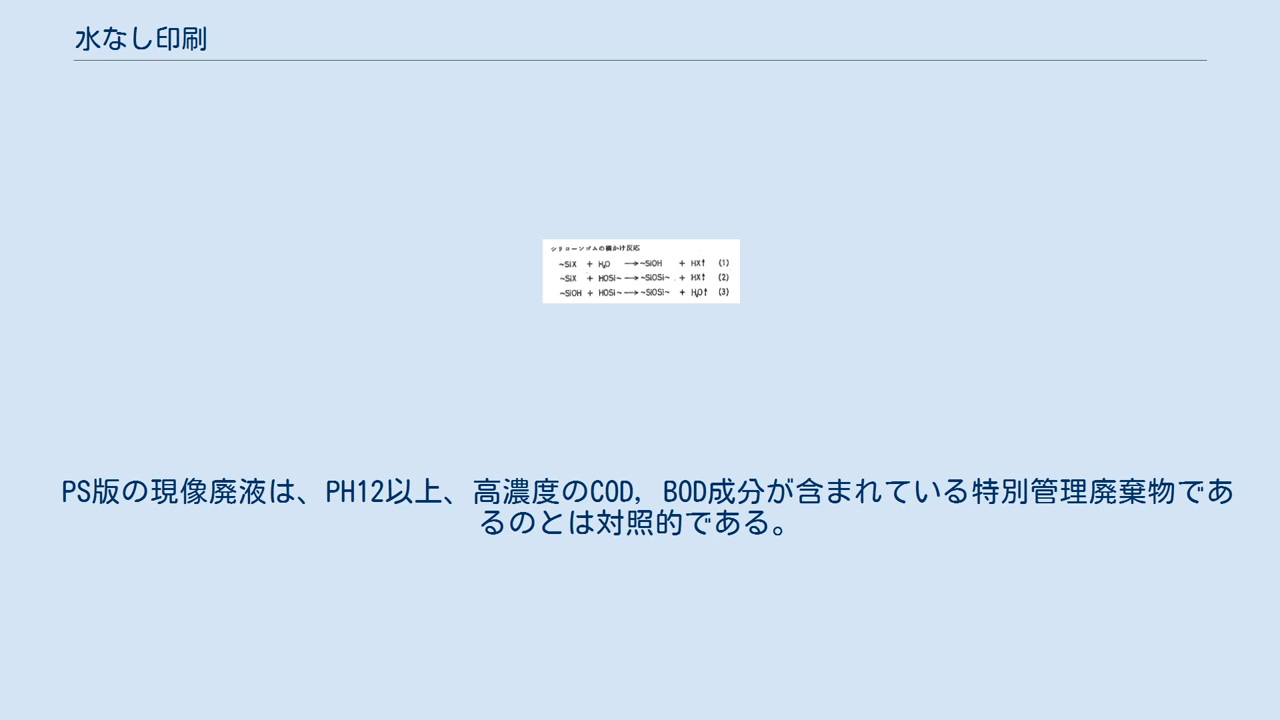 水なし印刷
シリコーンゴムの橋かけ反応
~SiX + H₂O → ~SiOH + HX↑ (1)
~SiX + HOSi~ → ~SiOSi~ + HX↑ (2)
~SiOH + HOSi~ → ~SiOSi~ + H₂O↑ (3)
PS版の現像廃液は、PH12以上、高濃度のCOD, BOD成分が含まれている特別管理廃棄物であ
るのとは対照的である。